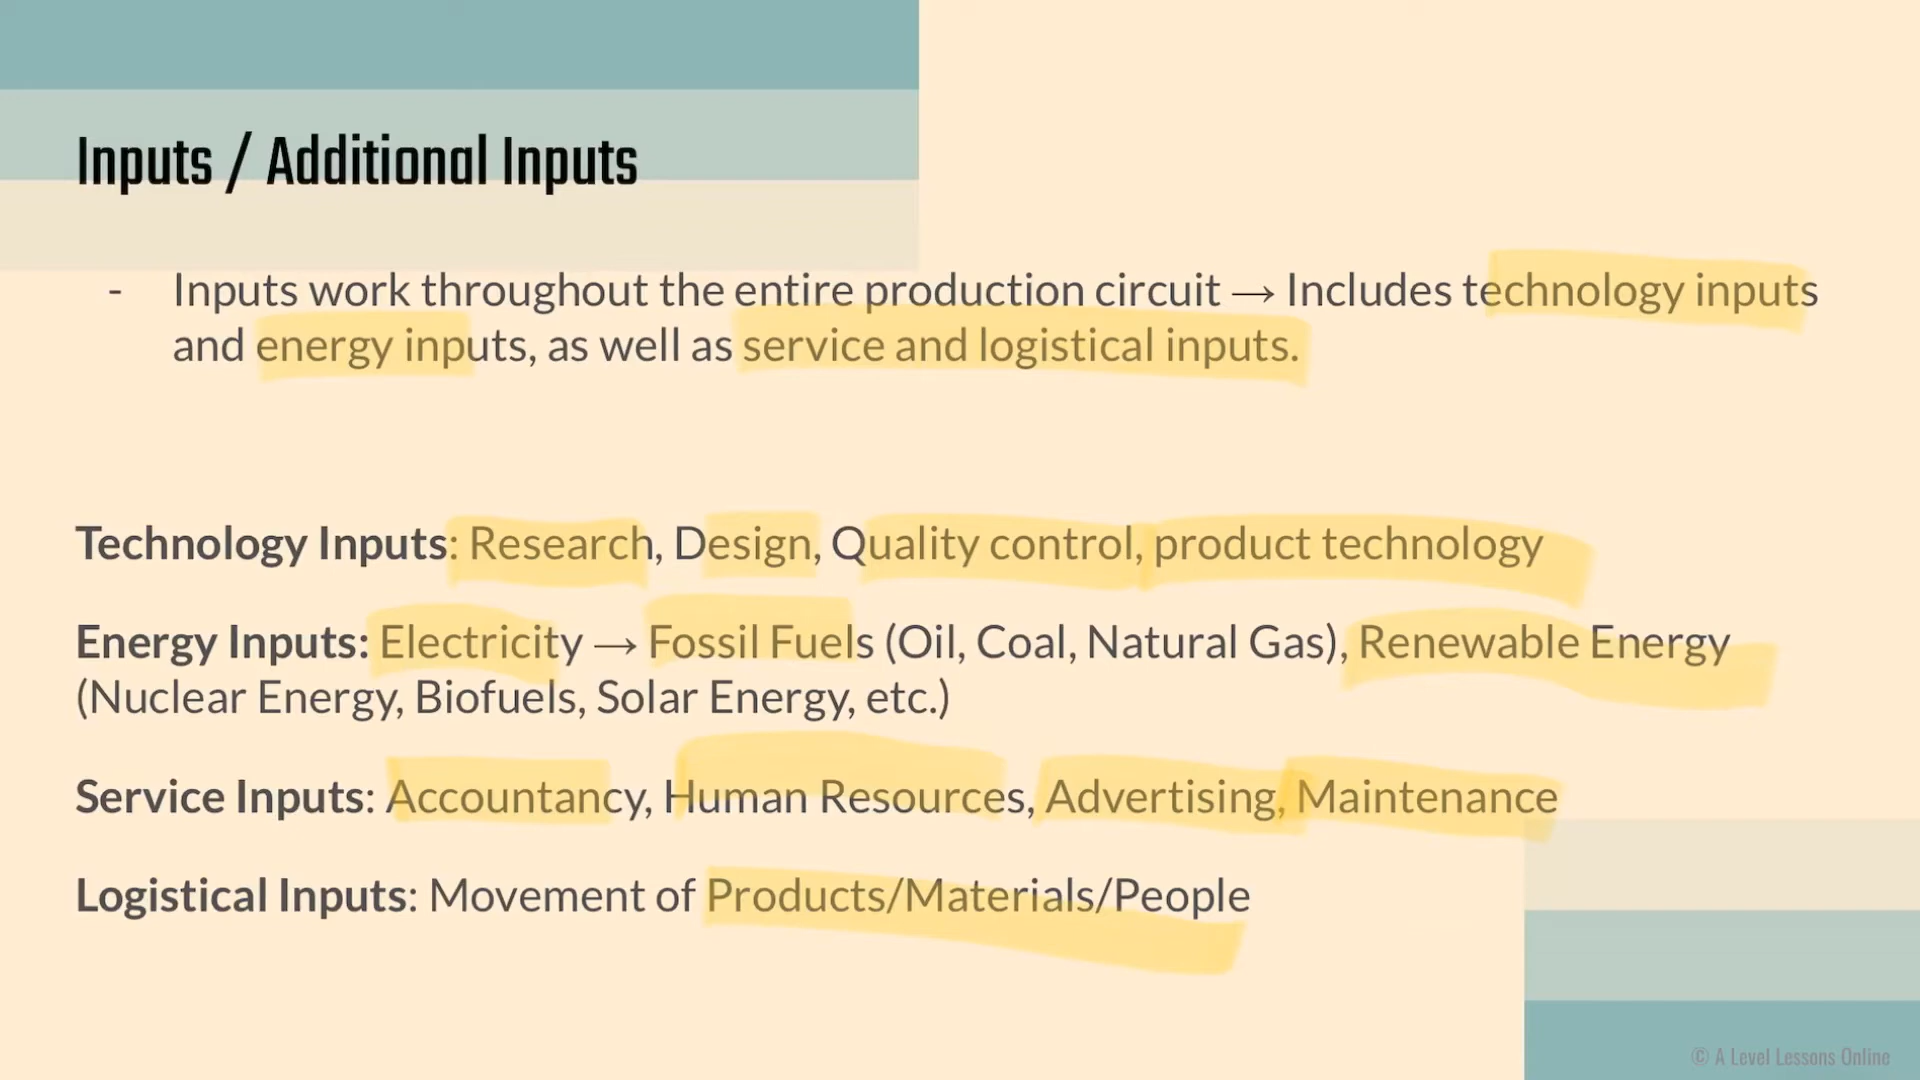 Inputs / Additional Inputs
- Inputs work throughout the entire production circuit → Includes technology inputs
and energy inputs, as well as service and logistical inputs.
Technology Inputs: Research, Design, Quality control, product technology
Energy Inputs: Electricity → Fossil Fuels (Oil, Coal, Natural Gas), Renewable Energy
(Nuclear Energy, Biofuels, Solar Energy, etc.)
Service Inputs: Accountancy, Human Resources, Advertising, Maintenance
Logistical Inputs: Movement of Products/Materials/People
© A Level Lessons Online